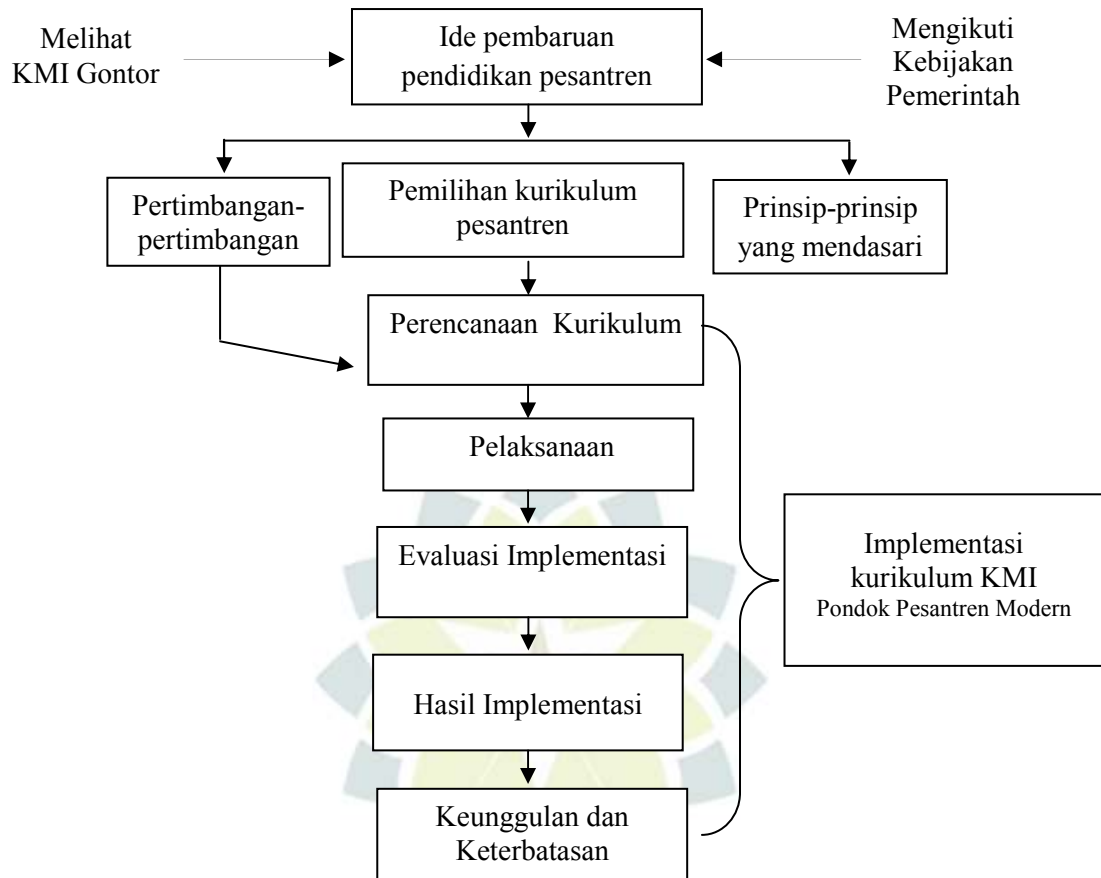 Melihat
KMI Gontor
Ide pembaruan
pendidikan pesantren
Mengikuti
Kebijakan
Pemerintah
Pertimbangan-
pertimbangan
Pemilihan kurikulum
pesantren
Prinsip-prinsip
yang mendasari
Perencanaan Kurikulum
Pelaksanaan
Evaluasi Implementasi
Hasil Implementasi
Keunggulan dan
Keterbatasan
Implementasi
kurikulum KMI
Pondok Pesantren Modern